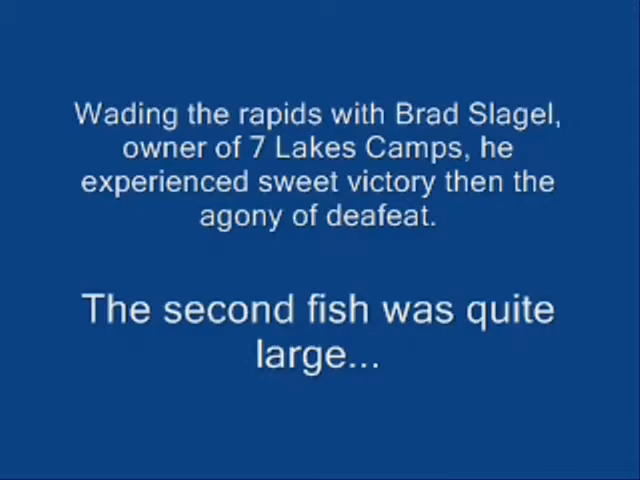 Wading the rapids with Brad Slagel,
owner of 7 Lakes Camps, he
experienced sweet victory then the
agony of deafeat.
The second fish was quite
large...